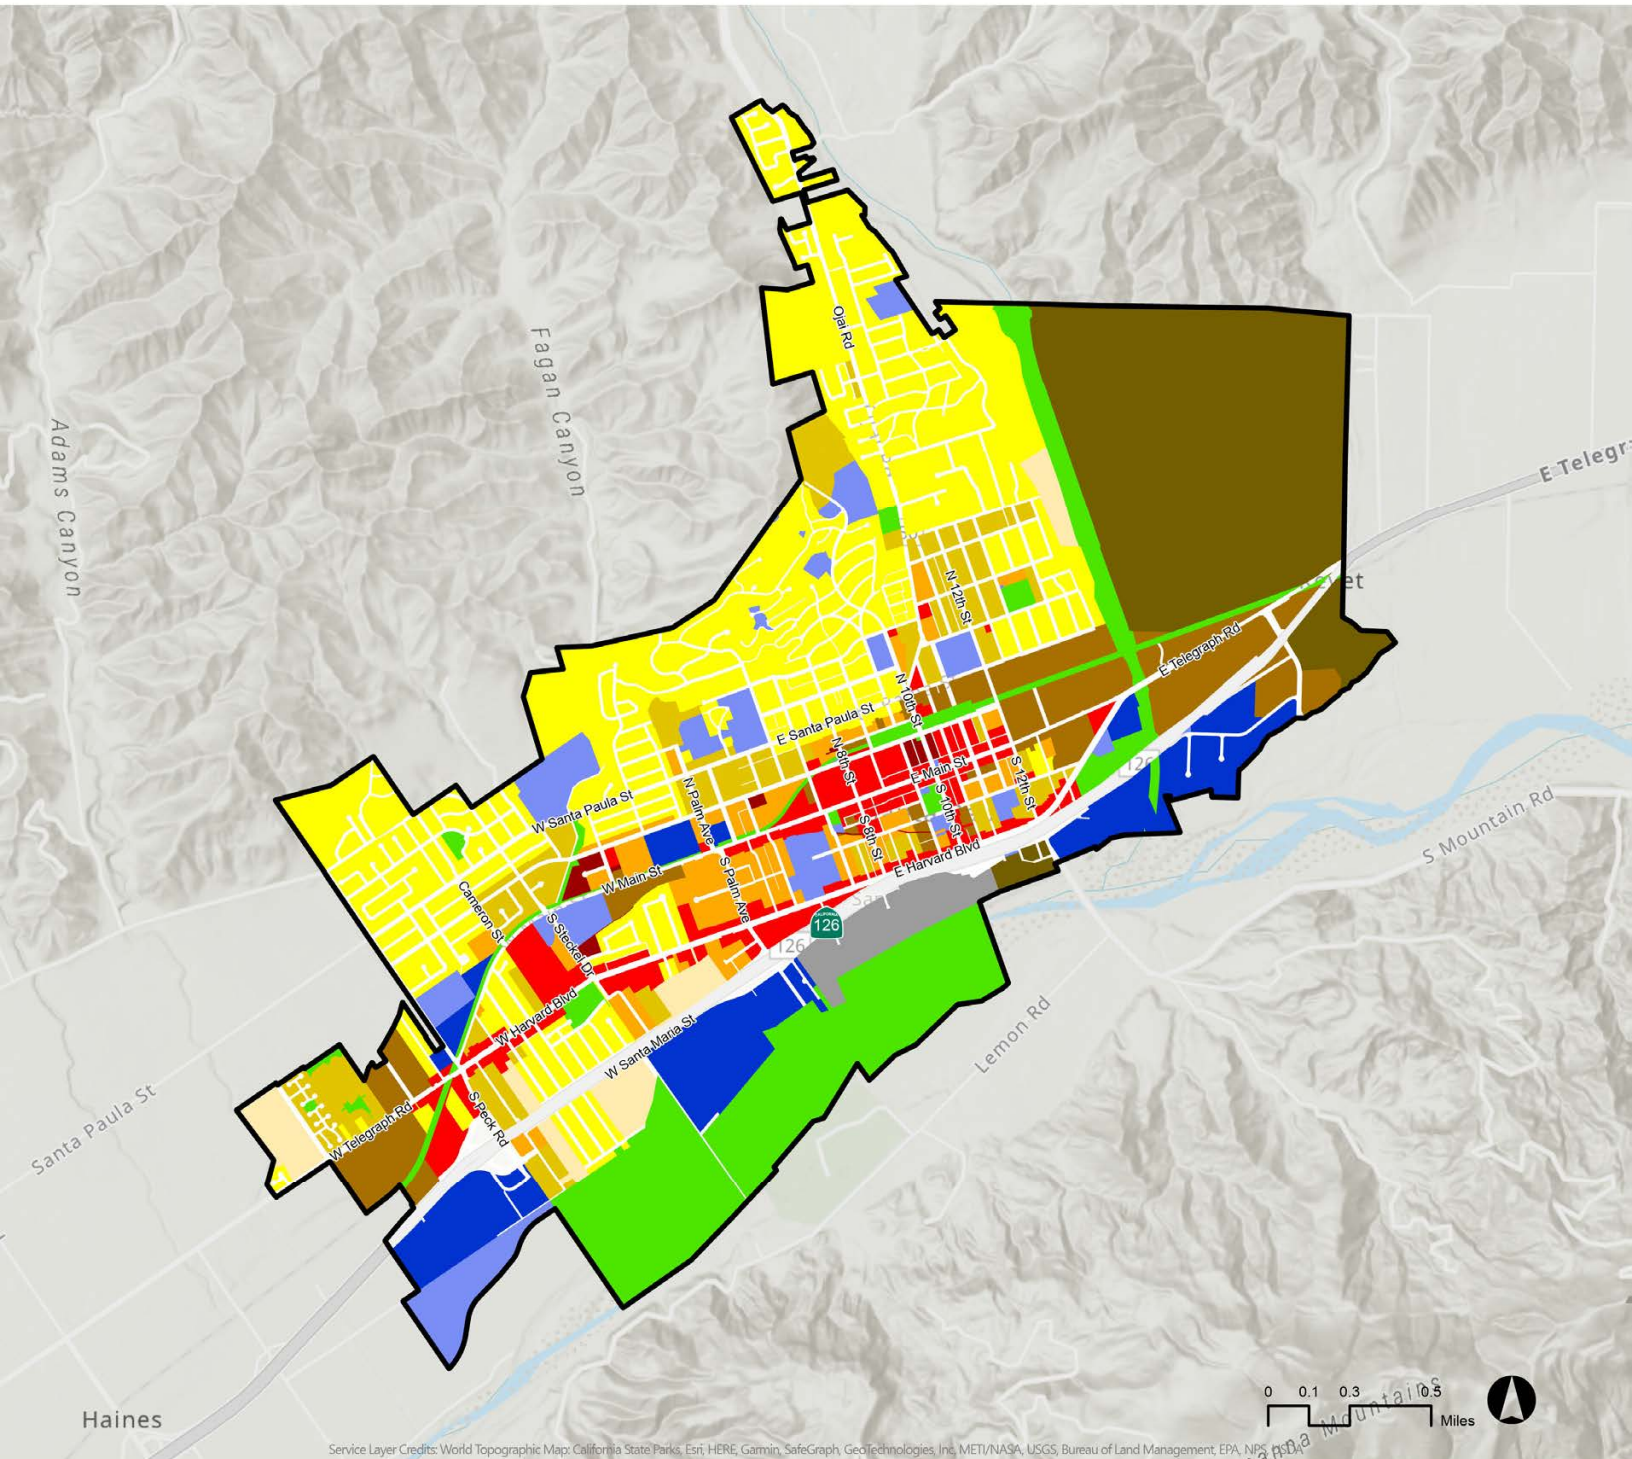 Adams Canyon
Fagan Canyon
Ojai Rd
E Telegr
N 12th St
E Telegraph Rd
N 10th St
E Santa Paula St
N 8th St
E Main St
S 12th St
S 10th St
126
S Mountain Rd
W Santa Paula St
N Palm Ave
S 8th St
E Harvard Blvd
W Main St
S Palm Ave
Cameron St
S Steckel Dr
CALIFORNIA
126
126
W Harvard Blvd
W Santa Maria St
Lemon Rd
S Peck Rd
W Telegraph Rd
Santa Paula St
Haines
0 0.1 0.3 0.5
Miles
Mountains
Service Layer Credits: World Topographic Map: California State Parks, Esri, HERE, Garmin, SafeGraph, GeoTechnologies, Inc, METI/NASA, USGS, Bureau of Land Management, EPA, NPS, USDA